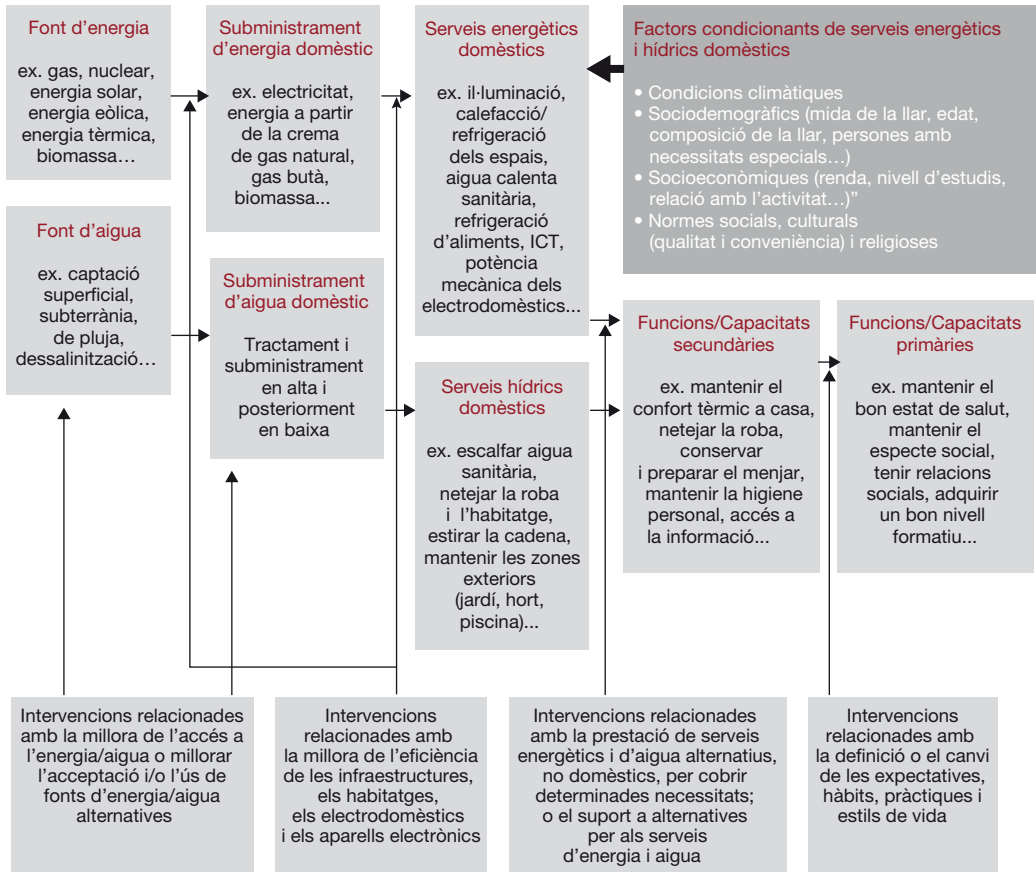 Font d'energia
ex. gas, nuclear,
energia solar,
energia eòlica,
energia tèrmica,
biomassa…
Subministrament
d'energia domèstic
ex. electricitat,
energia a partir
de la crema
de gas natural,
gas butà,
biomassa...
Serveis energètics
domèstics
ex. il·luminació,
calefacció/
refrigeració
dels espais,
aigua calenta
sanitària,
refrigeració
d'aliments, ICT,
potència
mecànica dels
electrodomèstics...
Factors condicionants de serveis energètics
i hídrics domèstics
• Condicions climàtiques
• Sociodemogràfics (mida de la llar, edat,
composició de la llar, persones amb
necessitats especials…)
• Socioeconòmiques (renda, nivell d'estudis,
relació amb l'activitat…)”
• Normes socials, culturals
(qualitat i conveniència) i religioses
Font d'aigua
ex. captació
superficial,
subterrània,
de pluja,
dessalinització…
Subministrament
d'aigua domèstic
Tractament i
subministrament
en alta i
posteriorment
en baixa
Serveis hídrics
domèstics
ex. escalfar aigua
sanitària,
netejar la roba
i l'habitatge,
estirar la cadena,
mantenir les zones
exteriors
(jardí, hort,
piscina)...
Funcions/Capacitats
secundàries
ex. mantenir el
confort tèrmic a casa,
netejar la roba,
conservar
i preparar el menjar,
mantenir la higiene
personal, accés a
la informació...
Funcions/Capacitats
primàries
ex. mantenir el
bon estat de salut,
mantenir el
especte social,
tenir relacions
socials, adquirir
un bon nivell
formatiu...
Intervencions relacionades
amb la millora de l'accés a
l'energia/aigua o millorar
l'acceptació i/o l'ús de
fonts d'energia/aigua
alternatives
Intervencions
relacionades amb
la millora de l'eficiència
de les infraestructures,
els habitatges,
els electrodomèstics
i els aparells electrònics
Intervencions relacionades
amb la prestació de serveis
energètics i d'aigua alternatius,
no domèstics, per cobrir
determinades necessitats;
o el suport a alternatives
per als serveis
d'energia i aigua
Intervencions
relacionades amb
la definició o el canvi
de les expectatives,
hàbits, pràctiques i
estils de vida